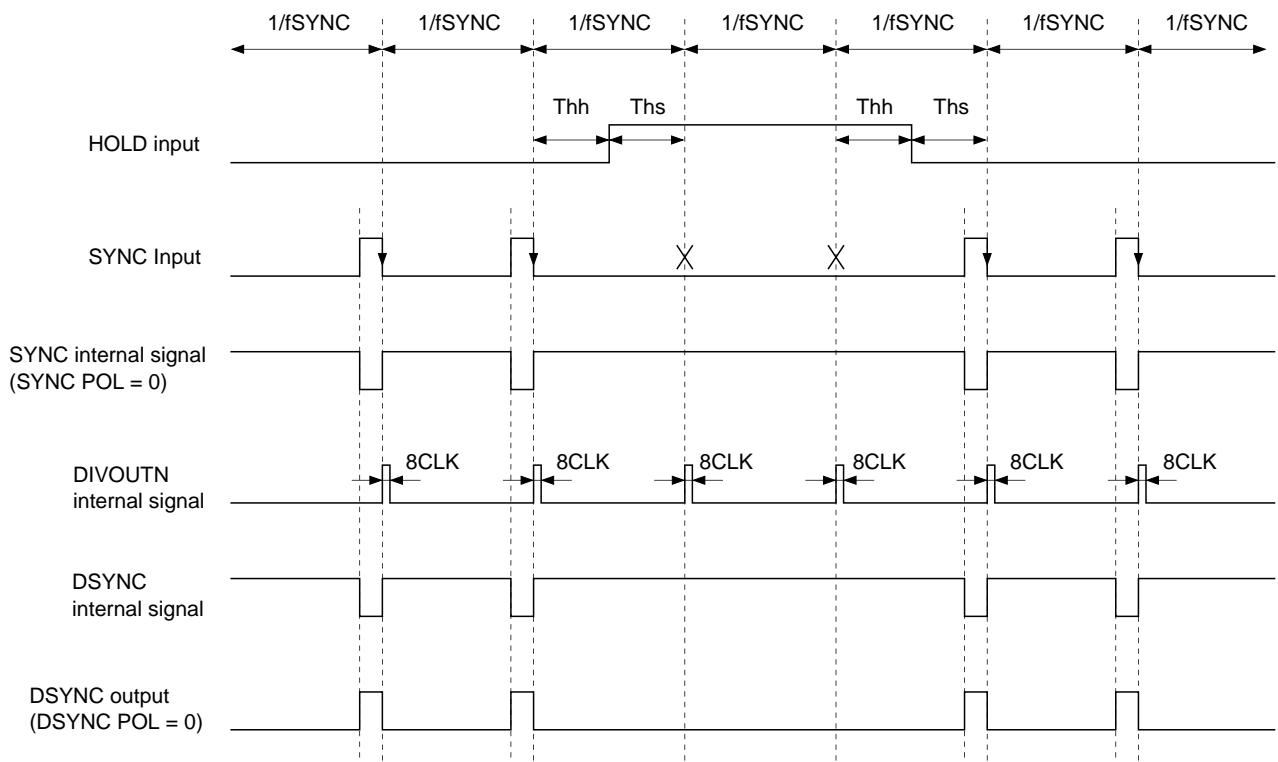 1/fSYNC 1/fSYNC 1/fSYNC 1/fSYNC 1/fSYNC 1/fSYNC 1/fSYNC
Thh Ths Thh Ths
HOLD input
SYNC Input
SYNC internal signal
(SYNC POL = 0)
8CLK 8CLK 8CLK 8CLK 8CLK 8CLK
DIVOUTN
internal signal
DSYNC
internal signal
DSYNC output
(DSYNC POL = 0)